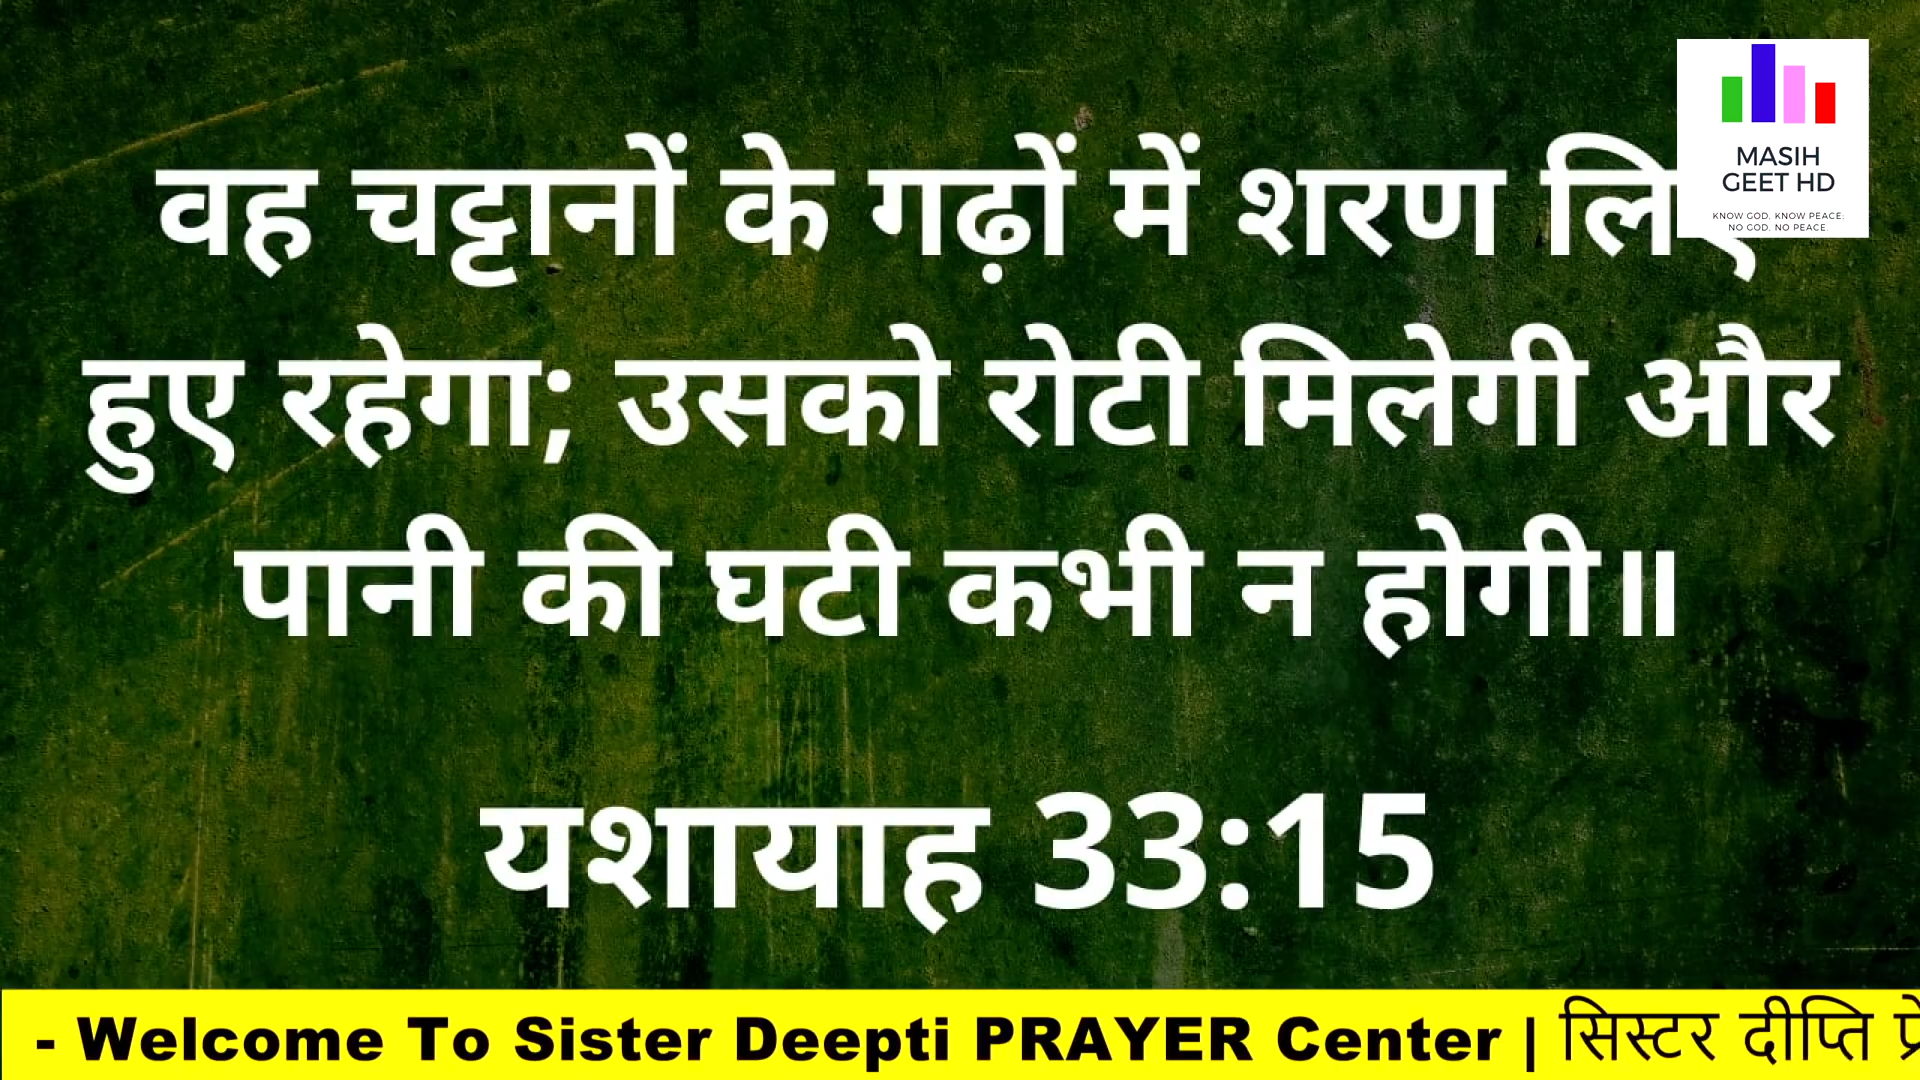 वह चट्टानों के गढ़ों में शरण लिए
हुए रहेगा; उसको रोटी मिलेगी और
पानी की घटी कभी न होगी॥
यशायाह 33:15
MASIH
GEET HD
KNOW GOD. KNOW PEACE:
NO GOD. NO PEACE.
- Welcome To Sister Deepti PRAYER Center | सिस्टर दीप्ति